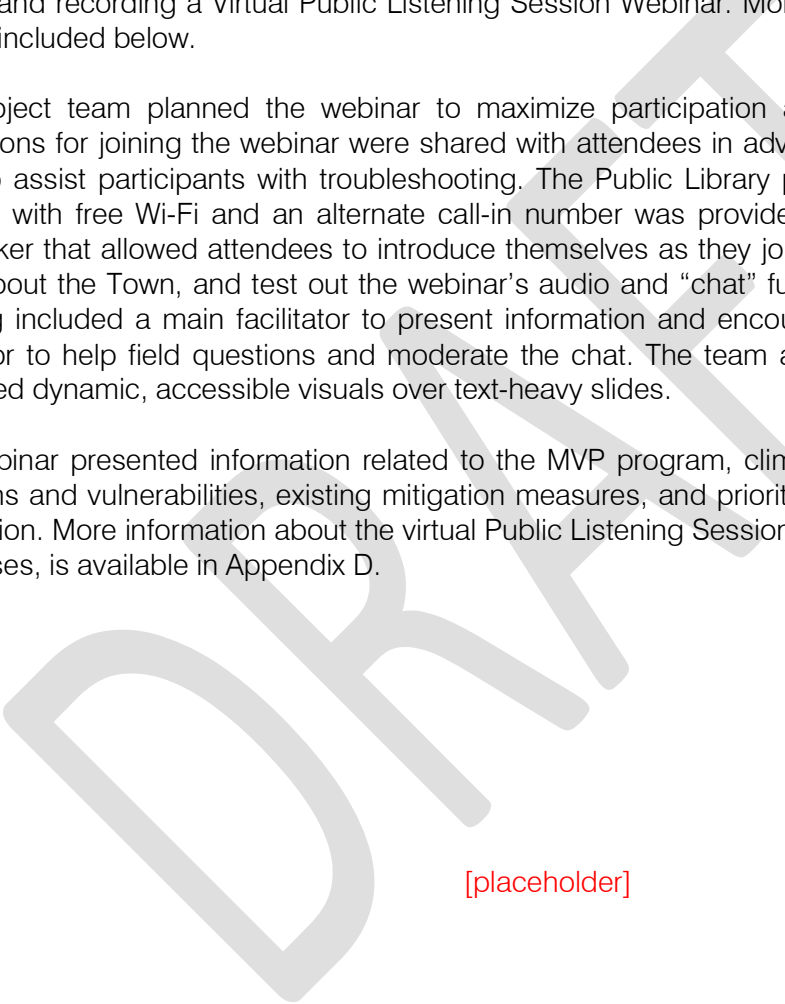 and recording a Virtual Public Listening Session Webinar. Mo
included below.
ject team planned the webinar to maximize participation a
ons for joining the webinar were shared with attendees in adv
assist participants with troubleshooting. The Public Library p
with free Wi-Fi and an alternate call-in number was provide
ker that allowed attendees to introduce themselves as they jo
bout the Town, and test out the webinar’s audio and “chat” fu
g included a main facilitator to present information and encou
or to help field questions and moderate the chat. The team a
ed dynamic, accessible visuals over text-heavy slides.
binar presented information related to the MVP program, clim
ns and vulnerabilities, existing mitigation measures, and priorit
ion. More information about the virtual Public Listening Session
ses, is available in Appendix D.
[placeholder]
DRAFT